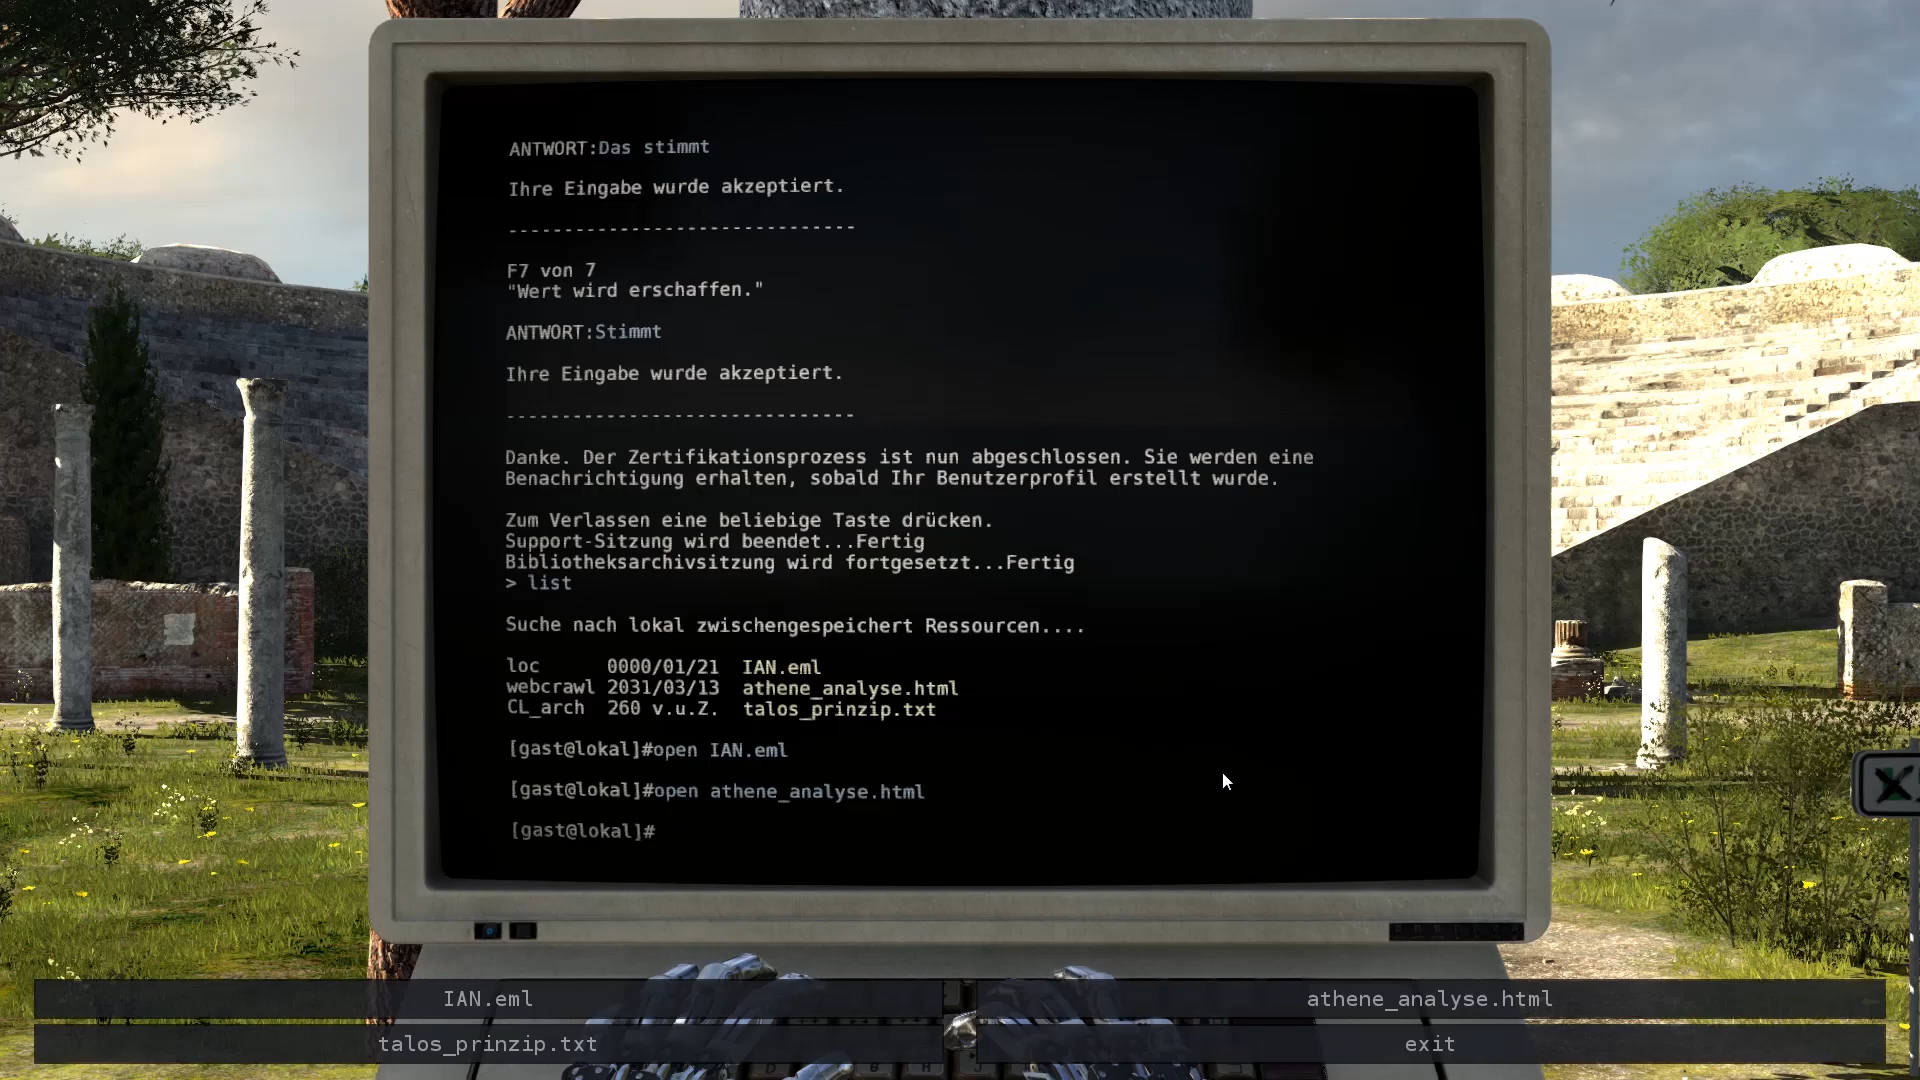 ANTWORT:Das stimmt
Ihre Eingabe wurde akzeptiert.
-------------------------------
F7 von 7
"Wert wird erschaffen."
ANTWORT:Stimmt
Ihre Eingabe wurde akzeptiert.
-------------------------------
Danke. Der Zertifikationsprozess ist nun abgeschlossen. Sie werden eine
Benachrichtigung erhalten, sobald Ihr Benutzerprofil erstellt wurde.
Zum Verlassen eine beliebige Taste drücken.
Support-Sitzung wird beendet...Fertig
Bibliotheksarchivsitzung wird fortgesetzt...Fertig
> list
Suche nach lokal zwischengespeichert Ressourcen....
loc 0000/01/21 IAN.eml
webcrawl 2031/03/13 athene_analyse.html
CL_arch 260 v.u.Z. talos_prinzip.txt
[gast@lokal]#open IAN.eml
[gast@lokal]#open athene_analyse.html
[gast@lokal]#
IAN.eml
athene_analyse.html
talos_prinzip.txt
exit